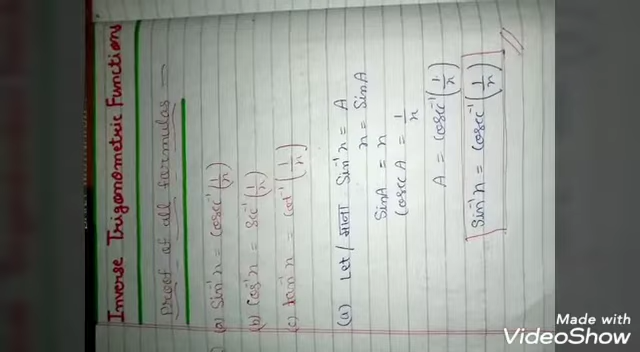 Inverse Trigonometric Functions
Proof of all formulas —
(a) Sin⁻¹x = Cosec⁻¹(1/x)
(b) Cos⁻¹x = Sec⁻¹(1/x)
(c) tan⁻¹x = Cot⁻¹(1/x)
(a) Let/माना Sin⁻¹x = A
x = SinA
SinA = x
CosecA = 1/x
A = Cosec⁻¹(1/x)
Sin⁻¹x = Cosec⁻¹(1/x)
Made with
VideoShow